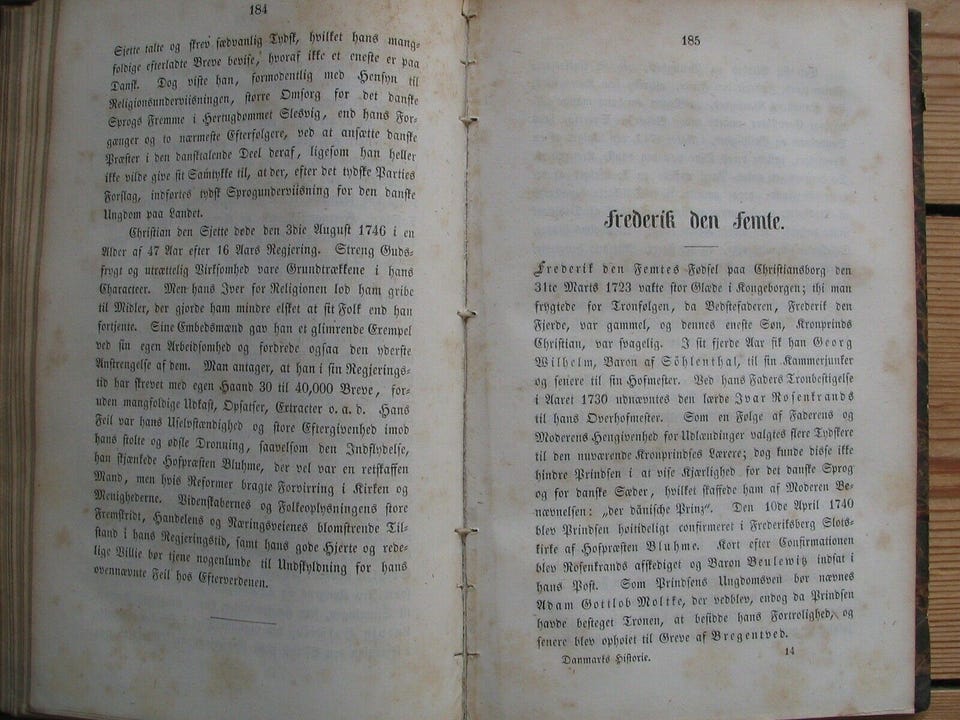 184
Sjette talte og skrev sædvanlig Tydsk, hvilket hans mang-
foldige efterladte Breve bevise, hvoraf ikke et eneste er paa
Dansk. Dog viste han, formodentlig med Hensyn til
Religionsunderviisningen, større Omsorg for det danske
Sprogs Fremme i Hertugdømmet Slesvig, end hans For-
gænger og to nærmeste Efterfølgere, ved at ansætte danske
Præster i den dansktalende Deel deraf, ligesom han heller
ikke vilde give sit Samtykke til, at der, efter det tydske Parties
Forslag, indførtes tydsk Sprogunderviisning for den danske
Ungdom paa Landet.
Christian den Sjette døde den 3die August 1746 i en
Alder af 47 Aar efter 16 Aars Regjering. Streng Guds-
frygt og utrættelig Virksomhed vare Grundtrækkene i hans
Characteer. Men hans Iver for Religionen lod ham gribe
til Midler, der gjorde ham mindre elsket at sit Folk end han
fortjente. Sine Embedsmænd gav han et glimrende Exempel
ved sin egen Arbeidsomhed og fordrede ogsaa den yderste
Anstrengelse af dem. Man antager, at han i sin Regjerings-
tid har skrevet med egen Haand 30 til 40,000 Breve, for-
uden mangfoldige Udkast, Opsatser, Extracter o. a. d. Hans
Feil var hans Uselvstændighed og store Eftergivenhed imod
hans stolte og ødsle Dronning, saavelsom den Indflydelse,
han skjænkede Hofpræsten Bluhme, der vel var en retskaffen
Mand, men hvis Reformer bragte Forvirring i Kirken og
Menighederne. Videnskabernes og Folkeoplysningens store
Fremskridt, Handelens og Næringsveienes blomstrende Til-
stand i hans Regjeringstid, samt hans gode Hjerte og rede-
lige Villie bør tjene nogenlunde til Undskyldning for hans
ovennævnte Feil hos Efterverdenen.
185
Frederik den Femte.
Frederik den Femtes Fødsel paa Christiansborg den
31te Marts 1723 vakte stor Glæde i Kongeborgen; thi man
frygtede for Tronfølgen, da Bedstefaderen, Frederik den
Fjerde, var gammel, og dennes eneste Søn, Kronprinds
Christian, var svagelig. I sit fjerde Aar fik han Georg
Wilhelm, Baron af Söhlenthal, til sin Kammerjunker
og senere til sin Hofmester. Ved hans Faders Tronbestigelse
i Aaret 1730 udnævntes den lærde Ivar Rosenkrands
til hans Overhofmester. Som en Følge af Faderens og
Moderens Hengivenhed for Udlændinger valgtes flere Tydskere
til den nuværende Kronprindses Lærere; dog kunde disse ikke
hindre Prindsen i at vise Kjærlighed for det danske Sprog
og for danske Sæder, hvilket skaffede ham af Moderen Be-
nævnelsen: „der dänische Prinz“. Den 10de April 1740
blev Prindsen høitideligt confirmeret i Frederiksberg Slots-
kirke af Hofpræsten Bluhme. Kort efter Confirmationen
blev Rosenkrands afskediget og Baron Beulewitz indsat i
hans Post. Som Prindsens Ungdomsven bør nævnes
Adam Gottlob Moltke, der vedblev, endog da Prindsen
havde besteget Tronen, at besidde hans Fortrolighed, og
senere blev ophøiet til Greve af Bregentved.
Danmarks Historie.
14